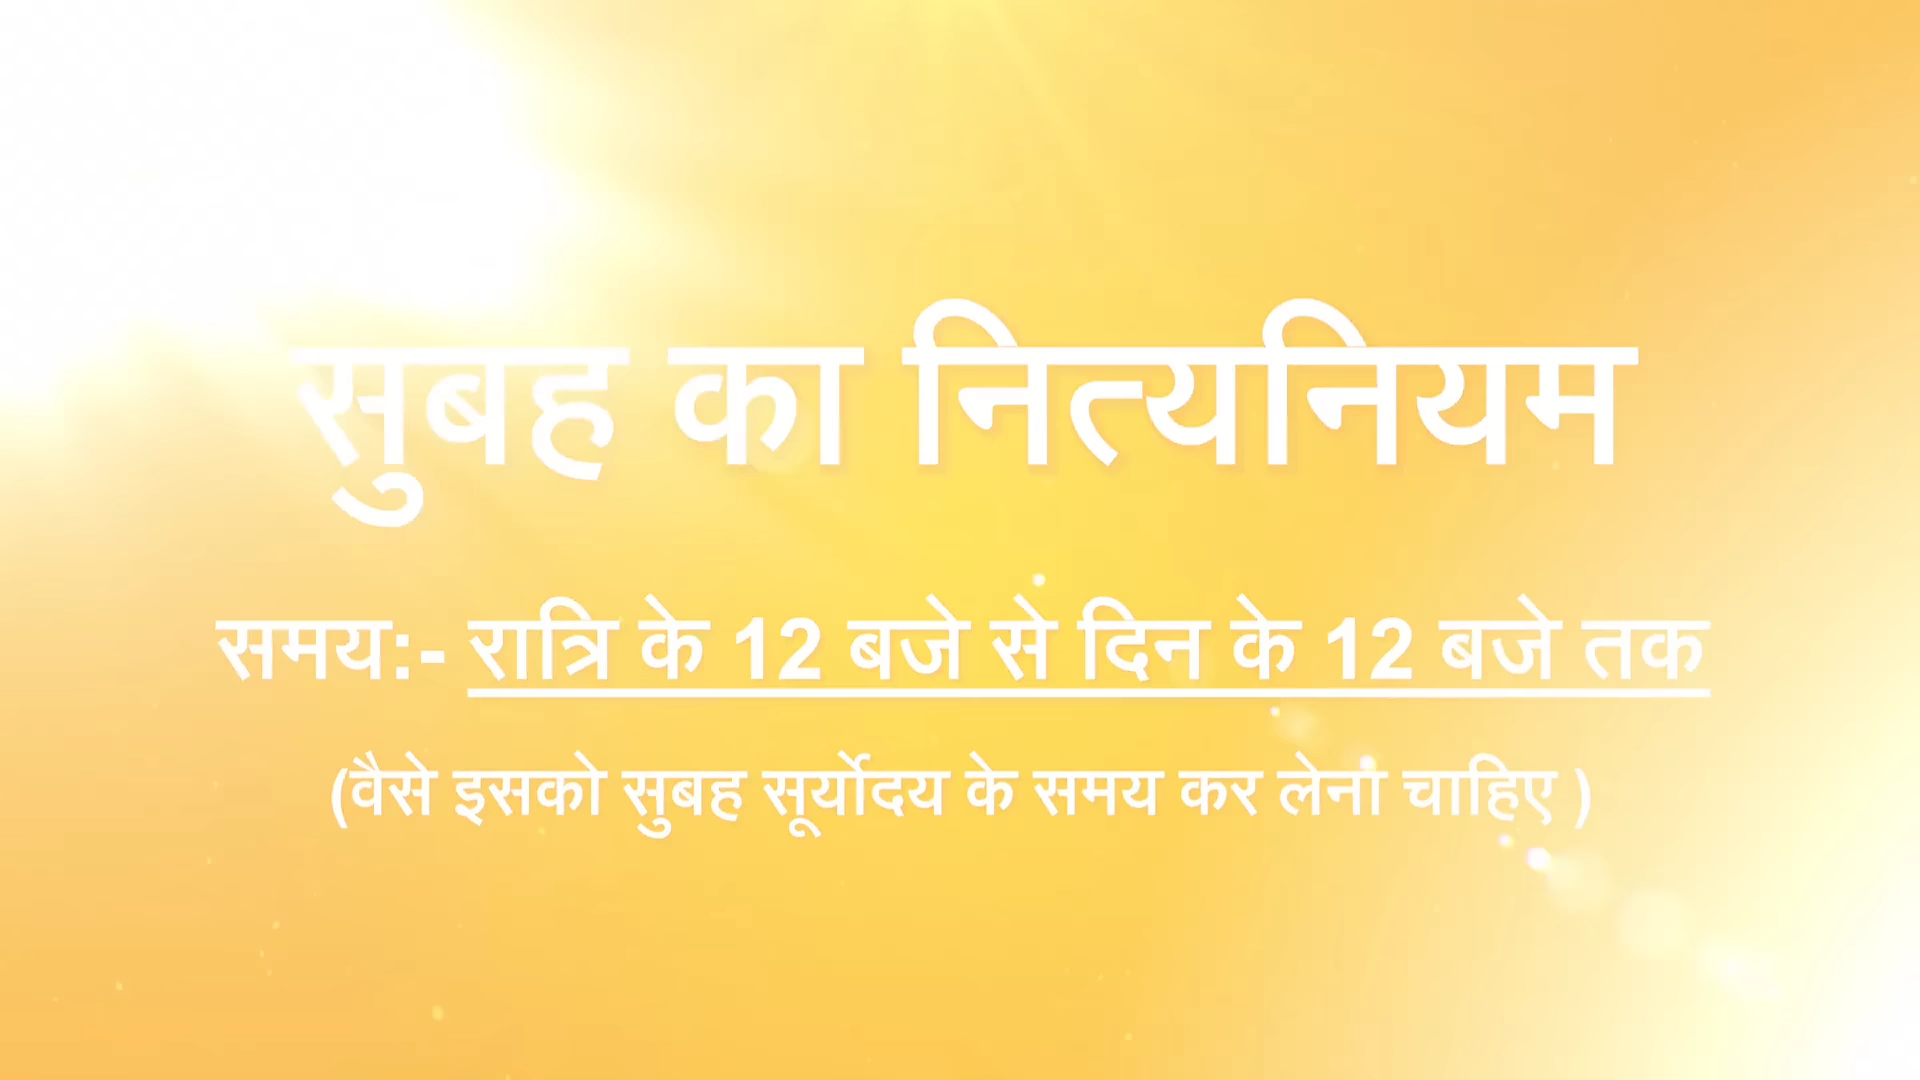 सुबह का नित्यनियम
समय:- रात्रि के 12 बजे से दिन के 12 बजे तक
(वैसे इसको सुबह सूर्योदय के समय कर लेना चाहिए )